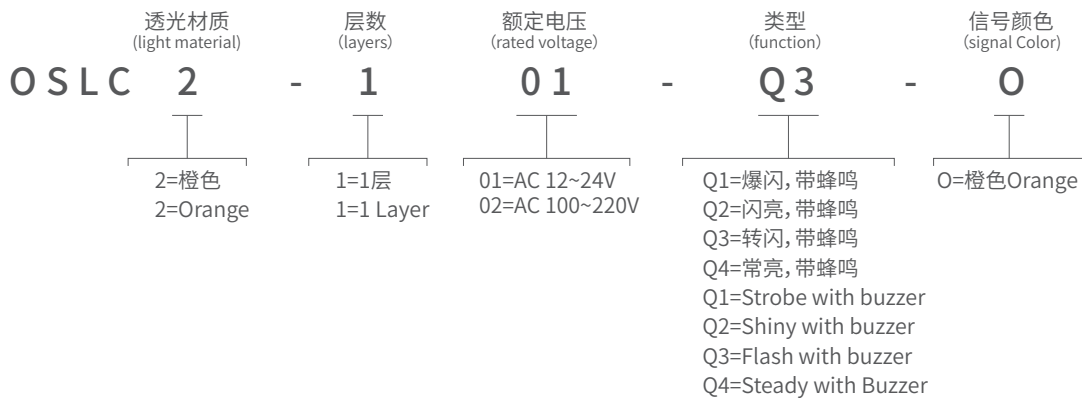 透光材质 层数 额定电压 类型 信号颜色
(light material) (layers) (rated voltage) (function) (signal Color)
OSLC 2 - 1 01 - Q3 - O
2=橙色
2=Orange
1=1层
1=1 Layer
01=AC 12~24V
02=AC 100~220V
Q1=爆闪，带蜂鸣
Q2=闪亮，带蜂鸣
Q3=转闪，带蜂鸣
Q4=常亮，带蜂鸣
Q1=Strobe with buzzer
Q2=Shiny with buzzer
Q3=Flash with buzzer
Q4=Steady with Buzzer
O=橙色Orange